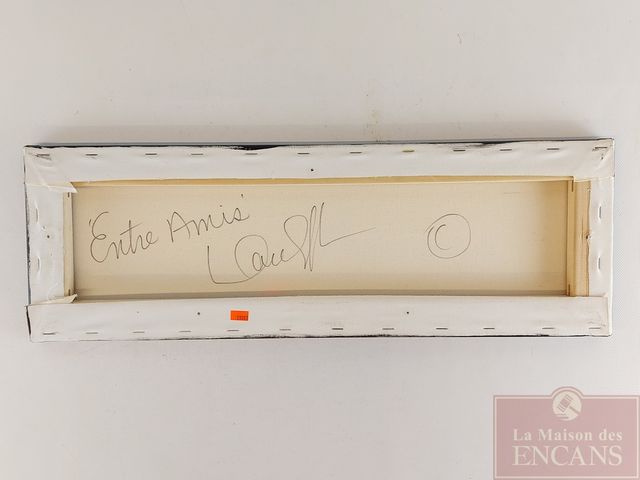 'Entre Amis'
©
La Maison des
ENCANS